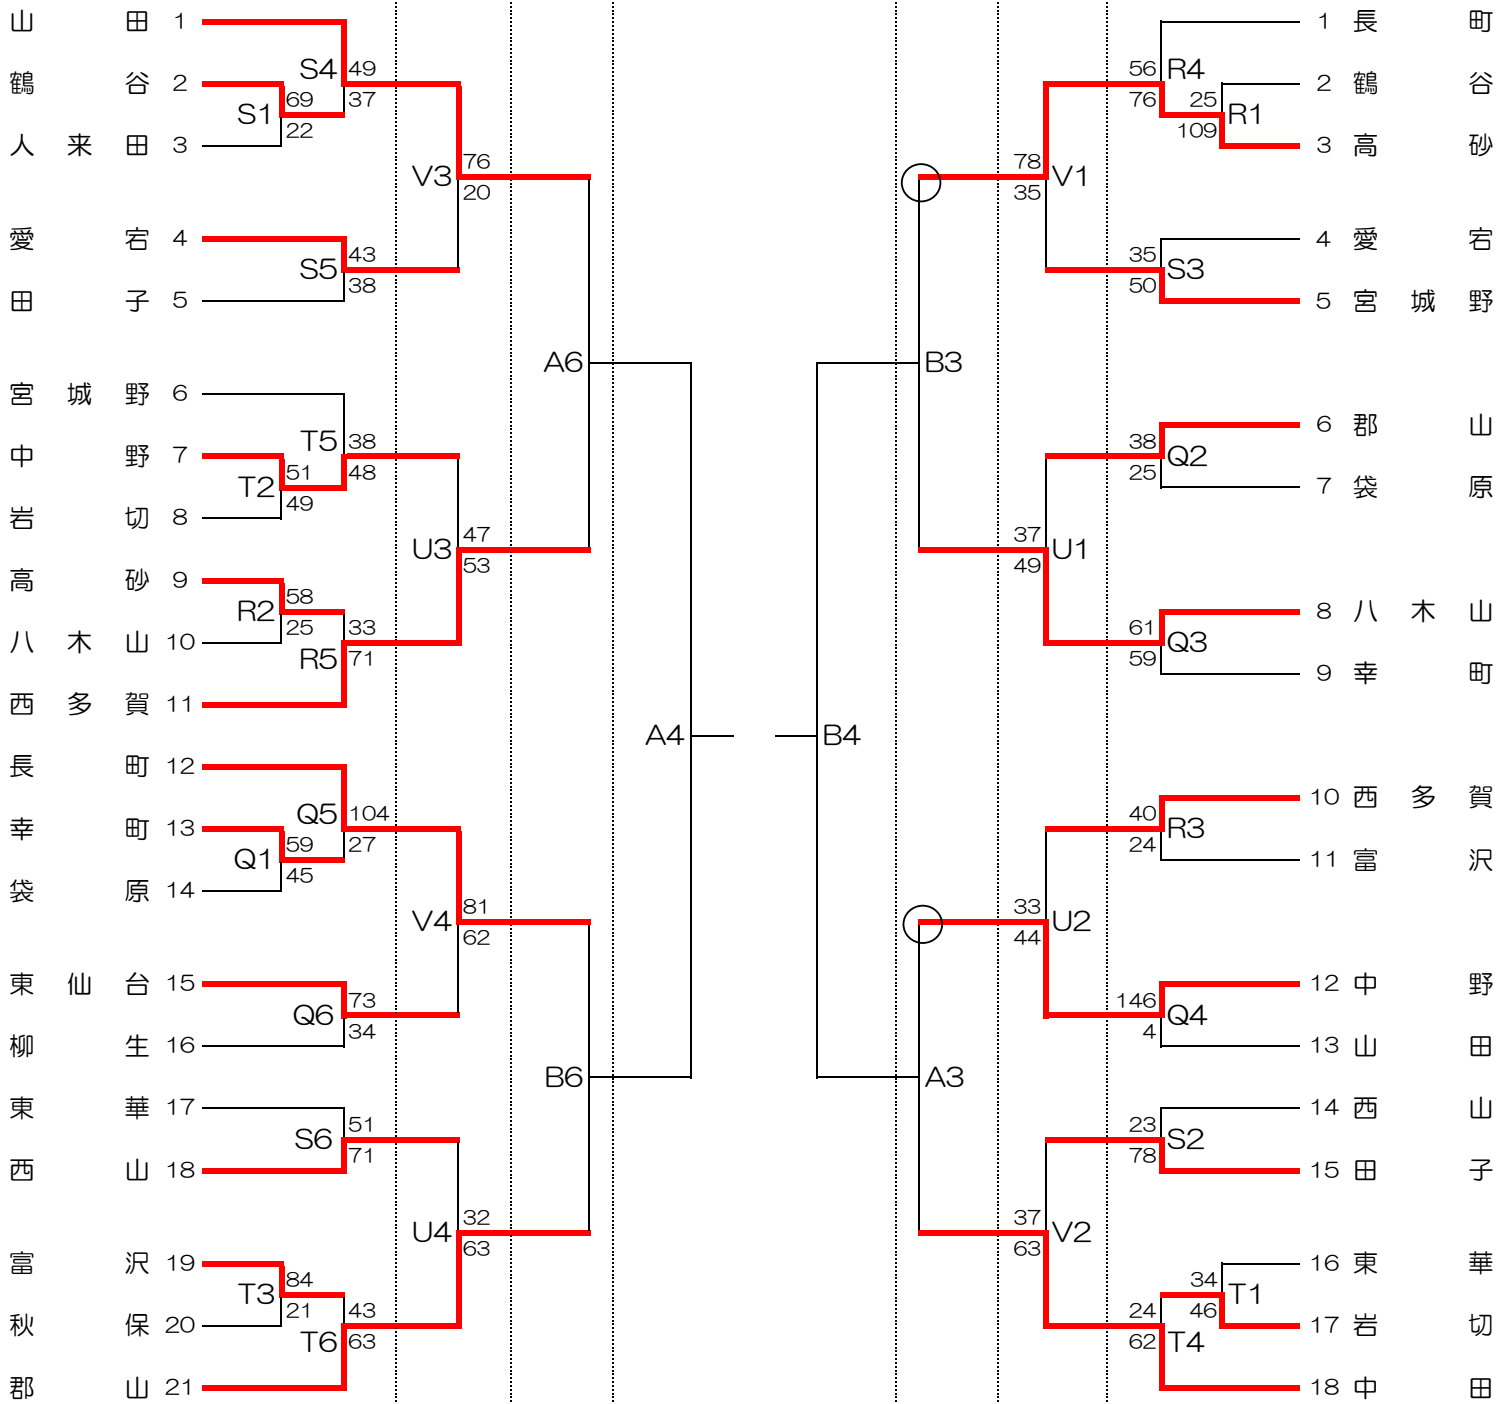 山田 1
S4 49
鶴谷 2
37
69
S1
22
人来田 3
76
V3
20
愛宕 4
43
S5
38
田子 5
A6
宮城野 6
T5 38
中野 7
48
51
T2
49
岩切 8
47
U3
53
高砂 9
58
R2
25
33
八木山 10
R5 71
西多賀 11
A4
長町 12
Q5 104
幸町 13
27
59
Q1
45
袋原 14
81
V4
62
東仙台 15
73
Q6
34
柳生 16
B6
東華 17
51
S6
71
西山 18
32
U4
63
富沢 19
84
T3
21
43
秋保 20
T6 63
郡山 21
1 長町
56 R4
76
2 鶴谷
25
R1
109
3 高砂
78
V1
35
4 愛宕
35
S3
50
5 宮城野
B3
6 郡山
38
Q2
25
7 袋原
37
U1
49
8 八木山
61
Q3
59
9 幸町
B4
10 西多賀
40
R3
24
11 富沢
33
U2
44
12 中野
146
Q4
4
13 山田
A3
14 西山
23
S2
78
15 田子
37
V2
63
16 東華
34
T1
46
17 岩切
24
T4
62
18 中田